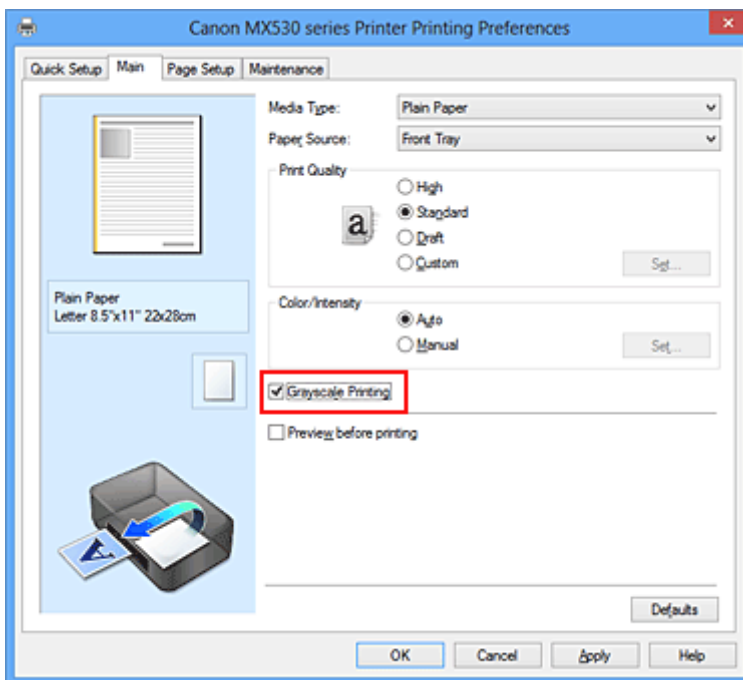 Canon MX530 series Printer Printing Preferences
Quick Setup Main Page Setup Maintenance
Media Type: Plain Paper
Paper Source: Front Tray
Print Quality
High
a Standard
Draft
Custom Set...
Plain Paper
Letter 8.5"x11" 22x28cm
Color/Intensity
Auto
Manual Set...
Grayscale Printing
Preview before printing
A
Defaults
OK Cancel Apply Help